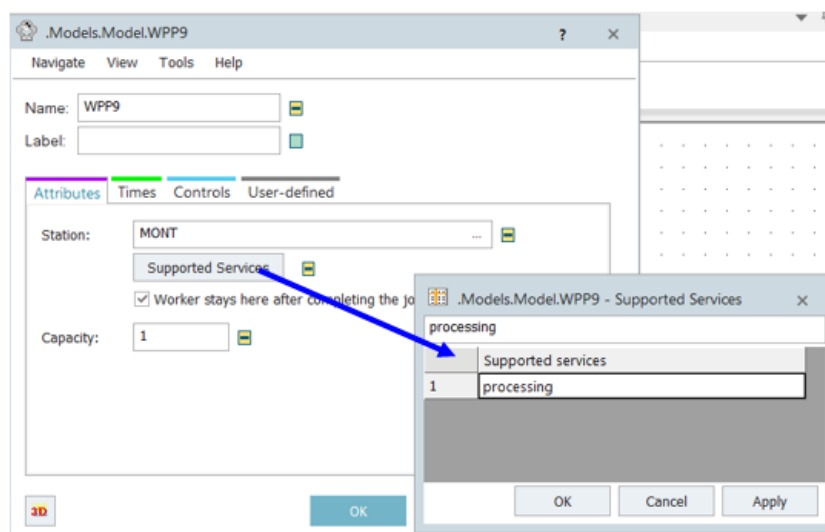 .Models.Model.WPP9 ? ×
Navigate View Tools Help
Name: WPP9
Label:
Attributes Times Controls User-defined
Station: MONT ...
Supported Services
Worker stays here after completing the jo
Capacity: 1
.Models.Model.WPP9 - Supported Services ×
processing
Supported services
1 processing
OK Cancel Apply
3D OK